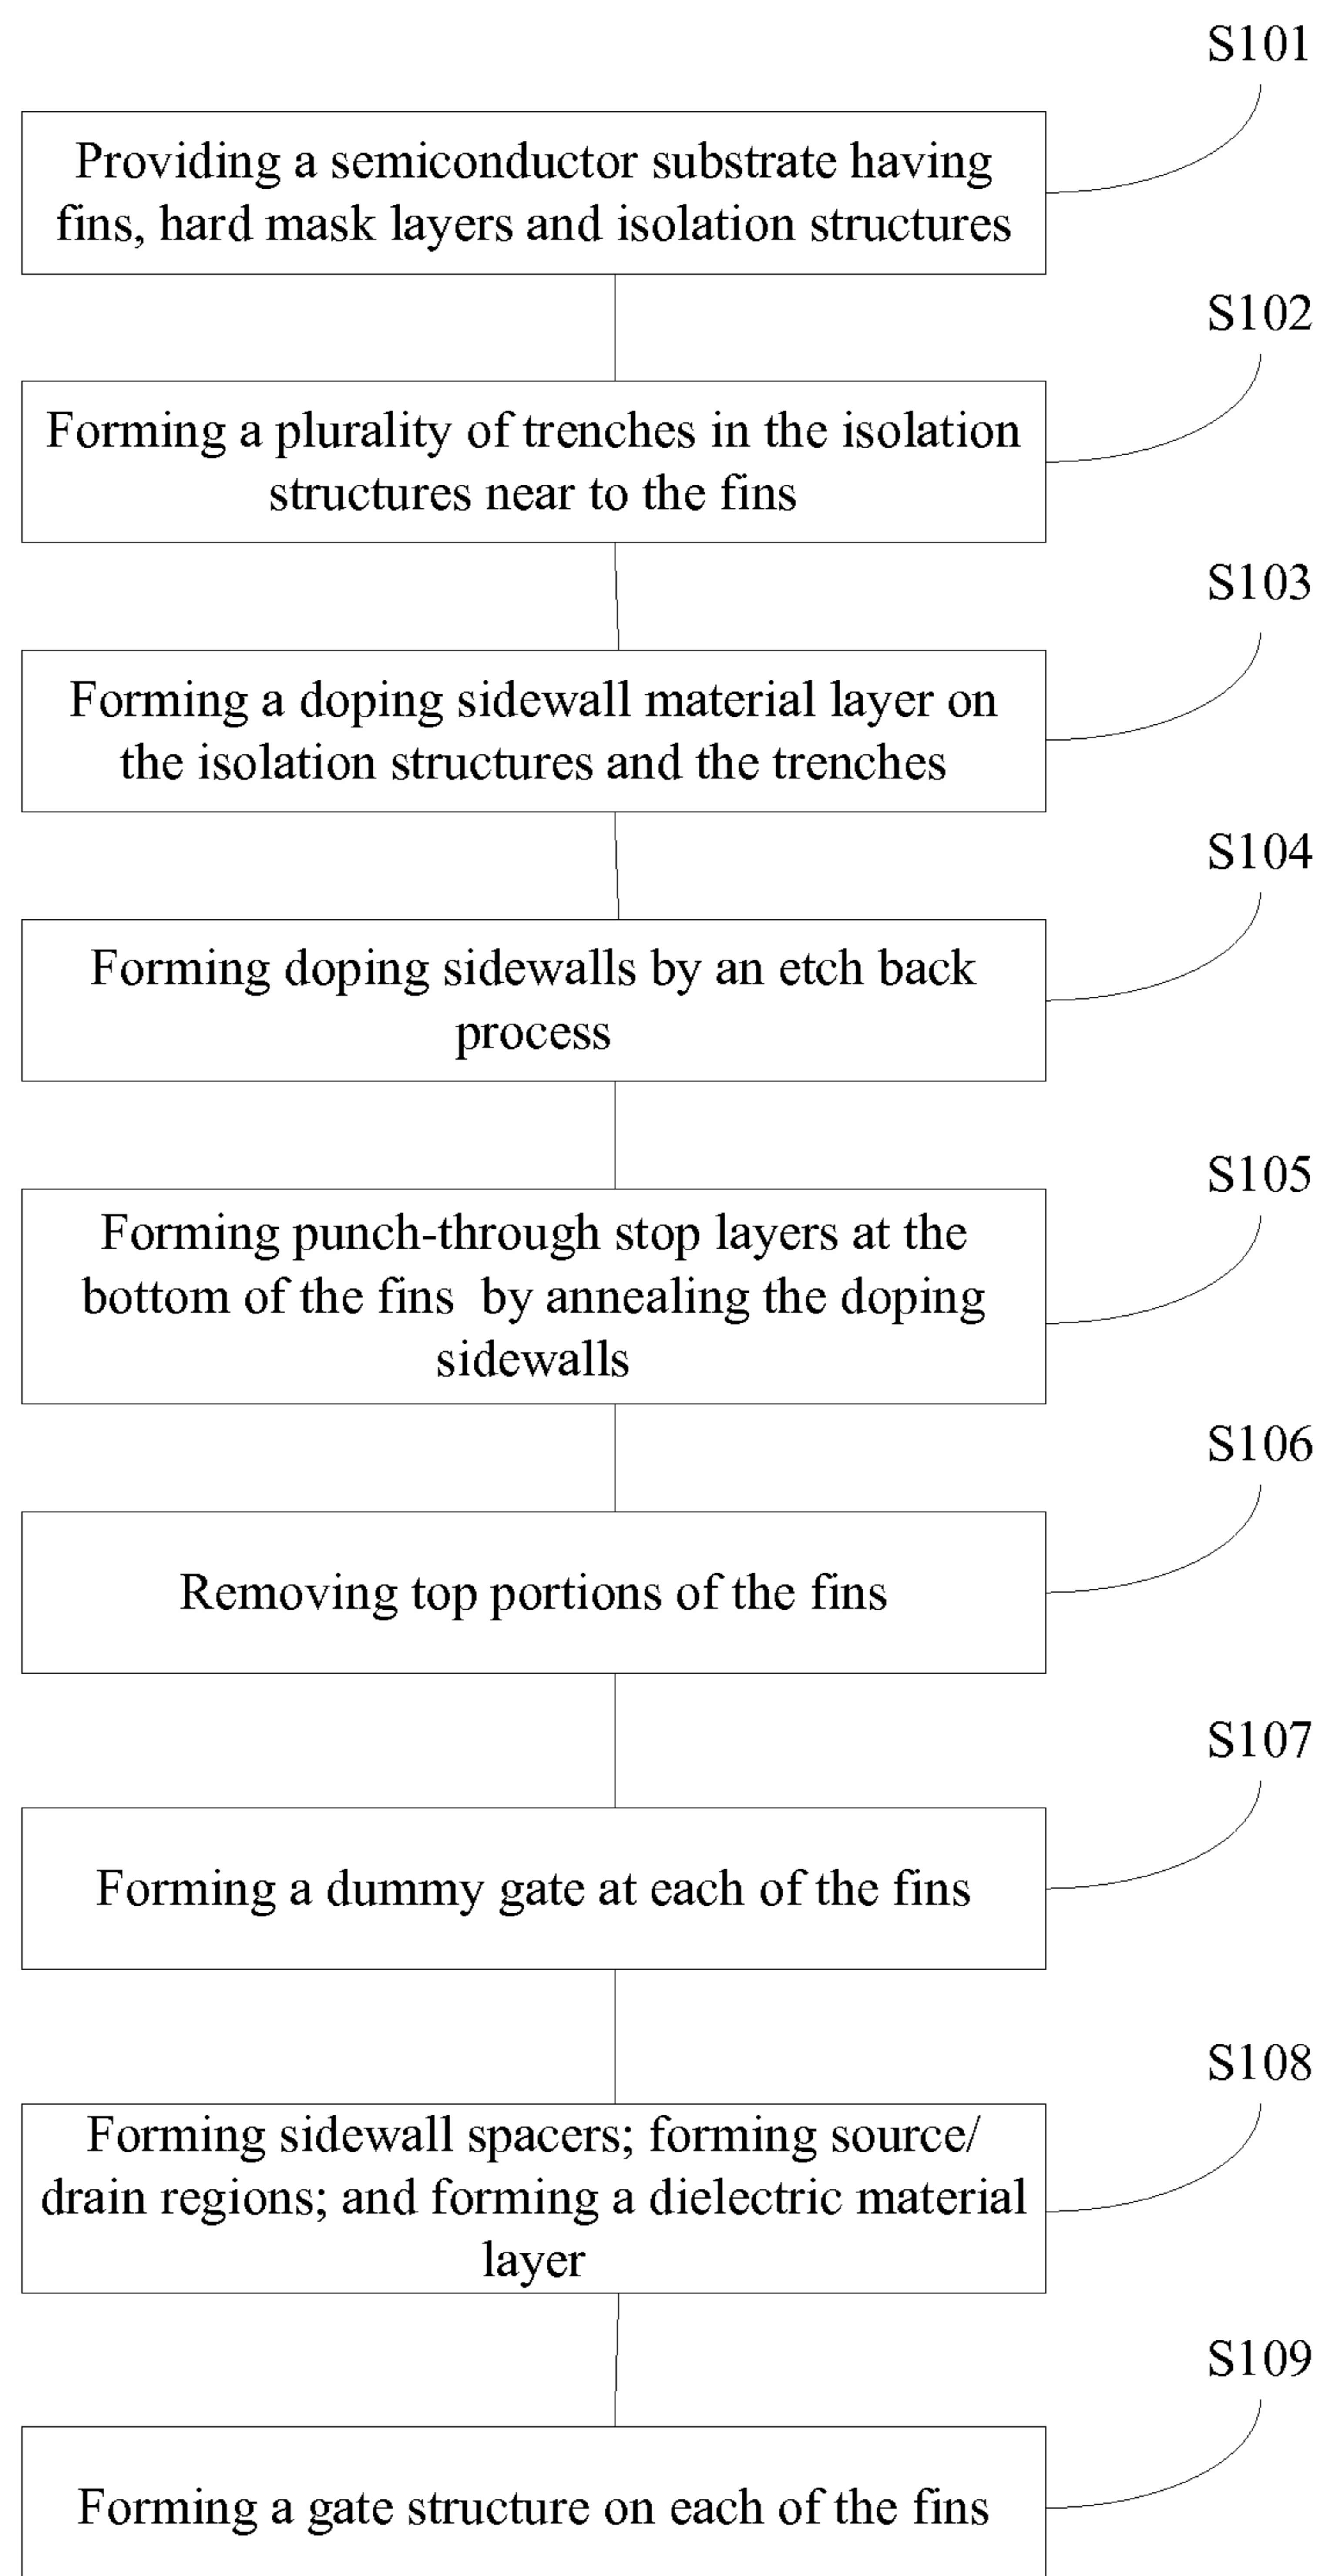 S101
Providing a semiconductor substrate having
fins, hard mask layers and isolation structures
S102
Forming a plurality of trenches in the isolation
structures near to the fins
S103
Forming a doping sidewall material layer on
the isolation structures and the trenches
S104
Forming doping sidewalls by an etch back
process
S105
Forming punch-through stop layers at the
bottom of the fins  by annealing the doping
sidewalls
S106
Removing top portions of the fins
S107
Forming a dummy gate at each of the fins
S108
Forming sidewall spacers; forming source/
drain regions; and forming a dielectric material
layer
S109
Forming a gate structure on each of the fins